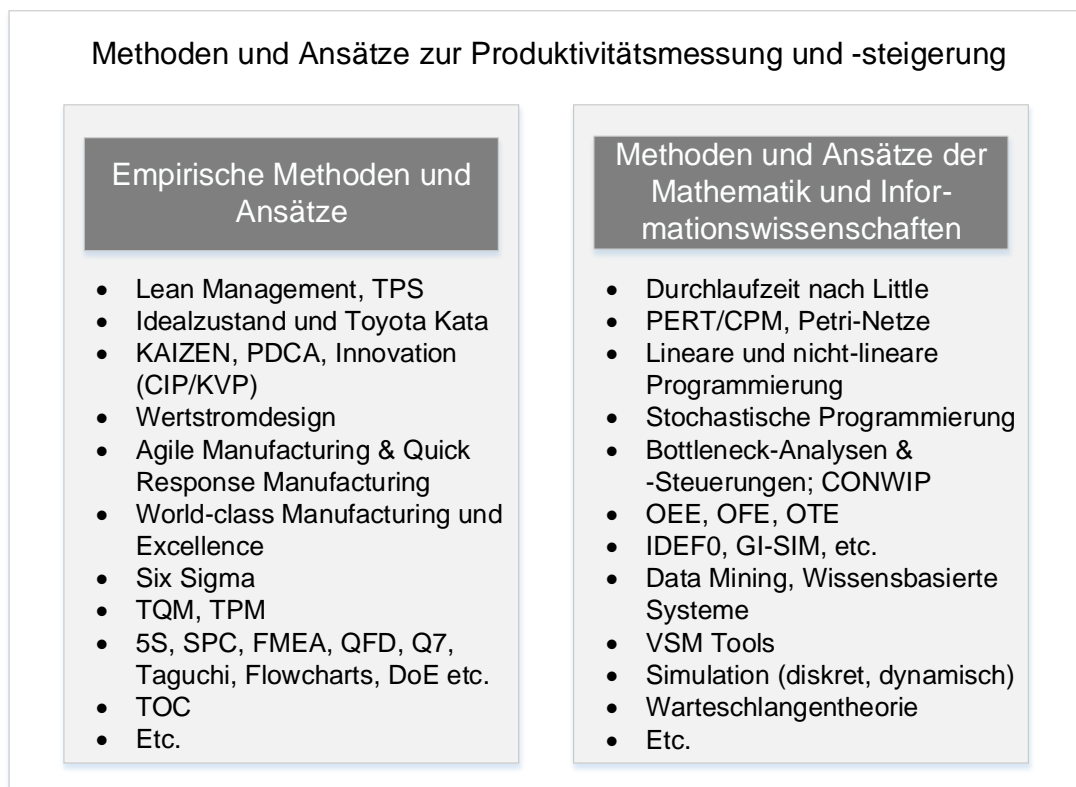 Methoden und Ansätze zur Produktivitätsmessung und -steigerung
Empirische Methoden und
Ansätze
• Lean Management, TPS
• Idealzustand und Toyota Kata
• KAIZEN, PDCA, Innovation
(CIP/KVP)
• Wertstromdesign
• Agile Manufacturing & Quick
Response Manufacturing
• World-class Manufacturing und
Excellence
• Six Sigma
• TQM, TPM
• 5S, SPC, FMEA, QFD, Q7,
Taguchi, Flowcharts, DoE etc.
• TOC
• Etc.
Methoden und Ansätze der
Mathematik und Infor-
mationswissenschaften
• Durchlaufzeit nach Little
• PERT/CPM, Petri-Netze
• Lineare und nicht-lineare
Programmierung
• Stochastische Programmierung
• Bottleneck-Analysen &
-Steuerungen; CONWIP
• OEE, OFE, OTE
• IDEF0, GI-SIM, etc.
• Data Mining, Wissensbasierte
Systeme
• VSM Tools
• Simulation (diskret, dynamisch)
• Warteschlangentheorie
• Etc.